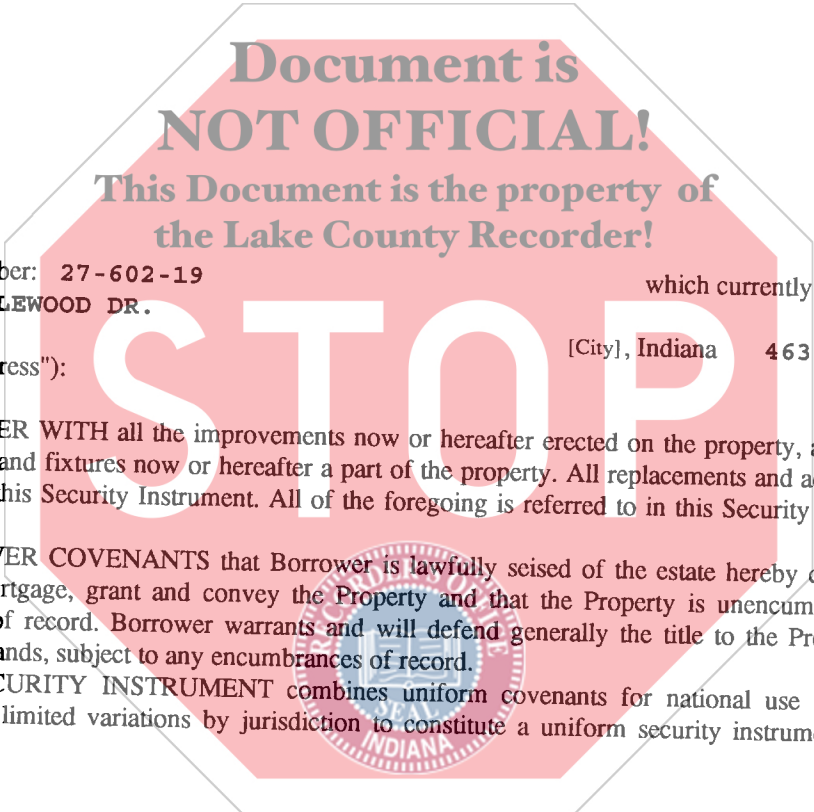 Document is
NOT OFFICIAL!
This Document is the property of
the Lake County Recorder!
ber: 27-602-19 which currently
LEWOOD DR.
[City], Indiana 463
ress"):
STOP
ER WITH all the improvements now or hereafter erected on the property, a
and fixtures now or hereafter a part of the property. All replacements and a
his Security Instrument. All of the foregoing is referred to in this Security
VER COVENANTS that Borrower is lawfully seised of the estate hereby c
rtgage, grant and convey the Property and that the Property is unencum
of record. Borrower warrants and will defend generally the title to the Pr
ands, subject to any encumbrances of record.
CURITY INSTRUMENT combines uniform covenants for national use
limited variations by jurisdiction to constitute a uniform security instrum
RECORDER'S OFFICE
SEAL
INDIANA